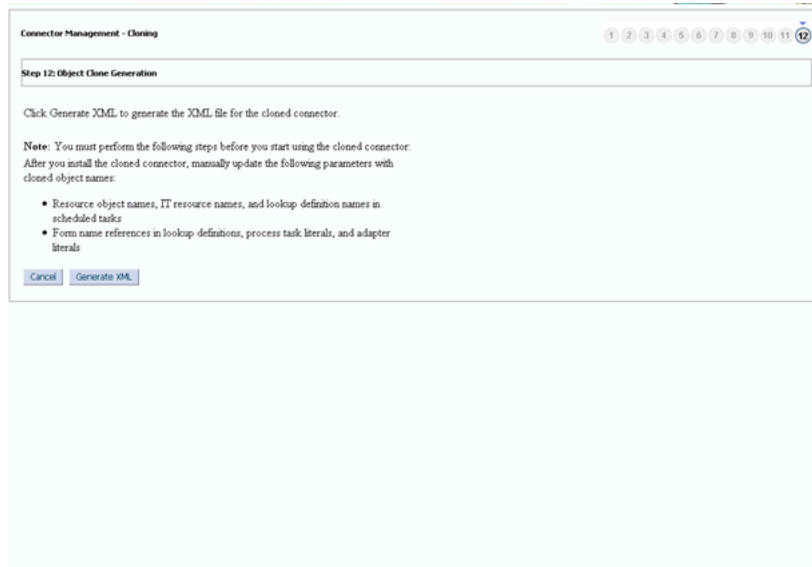 Connector Management - Cloning
1 2 3 4 5 6 7 8 9 10 11 12
Step 12: Object Clone Generation
Click Generate XML to generate the XML file for the cloned connector.
Note: You must perform the following steps before you start using the cloned connector:
After you install the cloned connector, manually update the following parameters with
cloned object names:
• Resource object names, IT resource names, and lookup definition names in
scheduled tasks
• Form name references in lookup definitions, process task literals, and adapter
literals
Cancel Generate XML